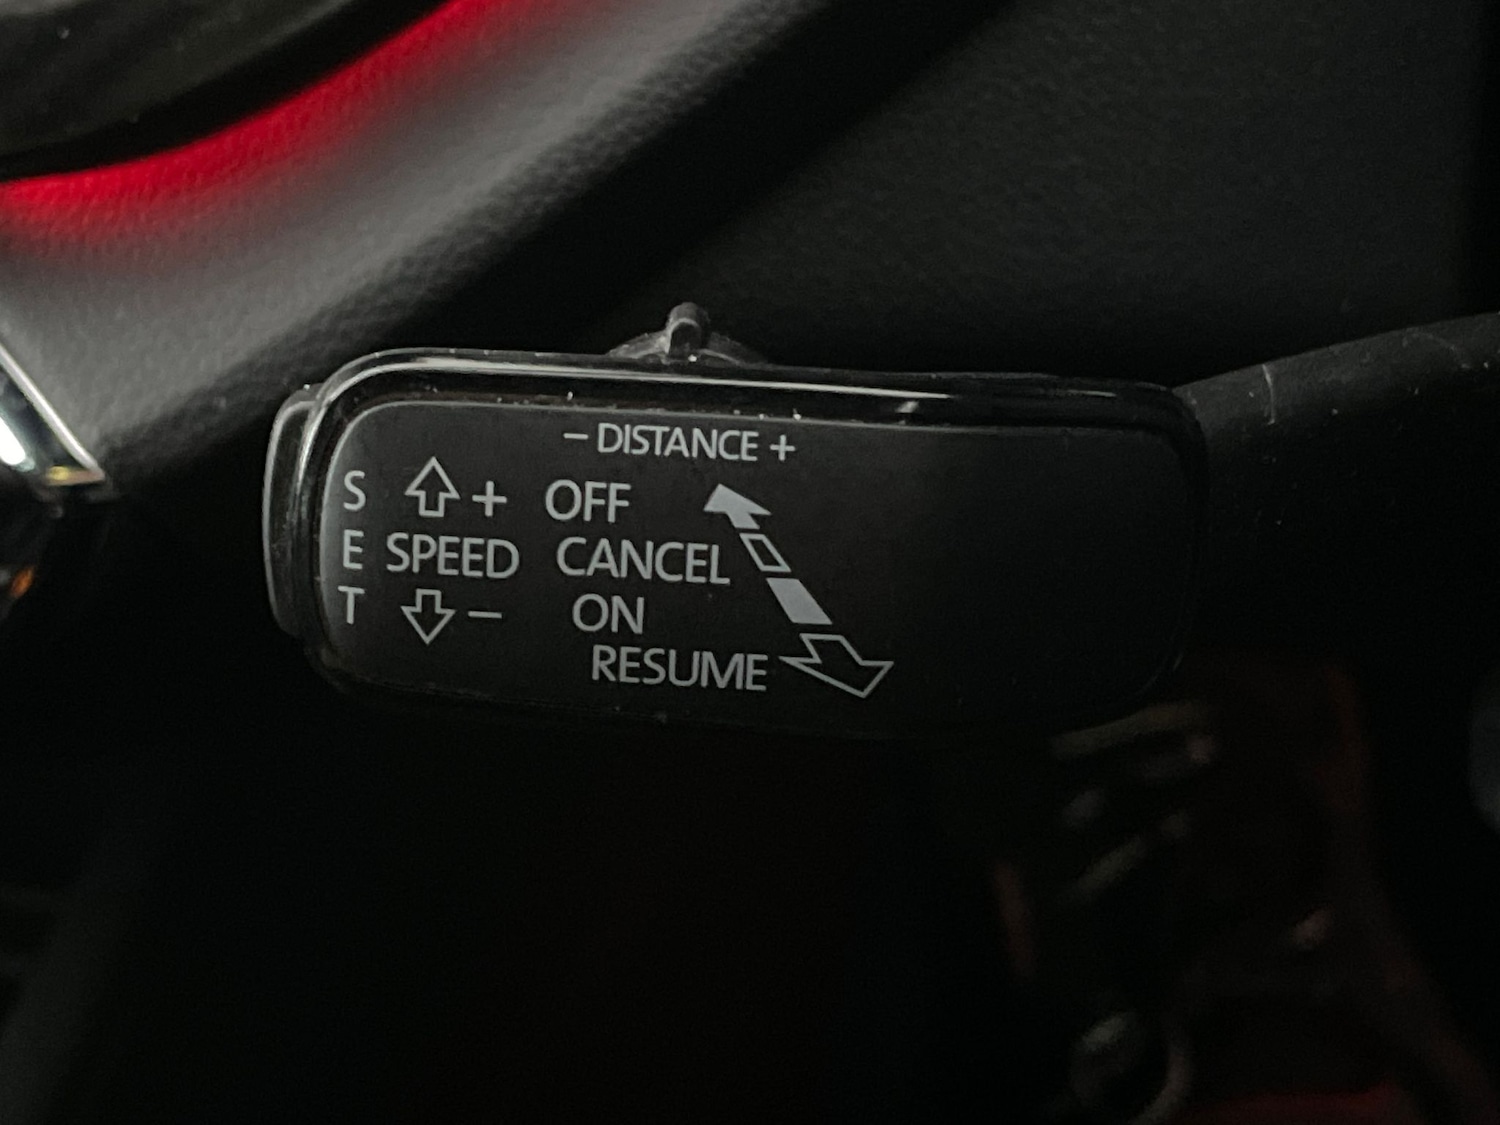 − DISTANCE +
S + OFF
E SPEED CANCEL
T − ON
RESUME